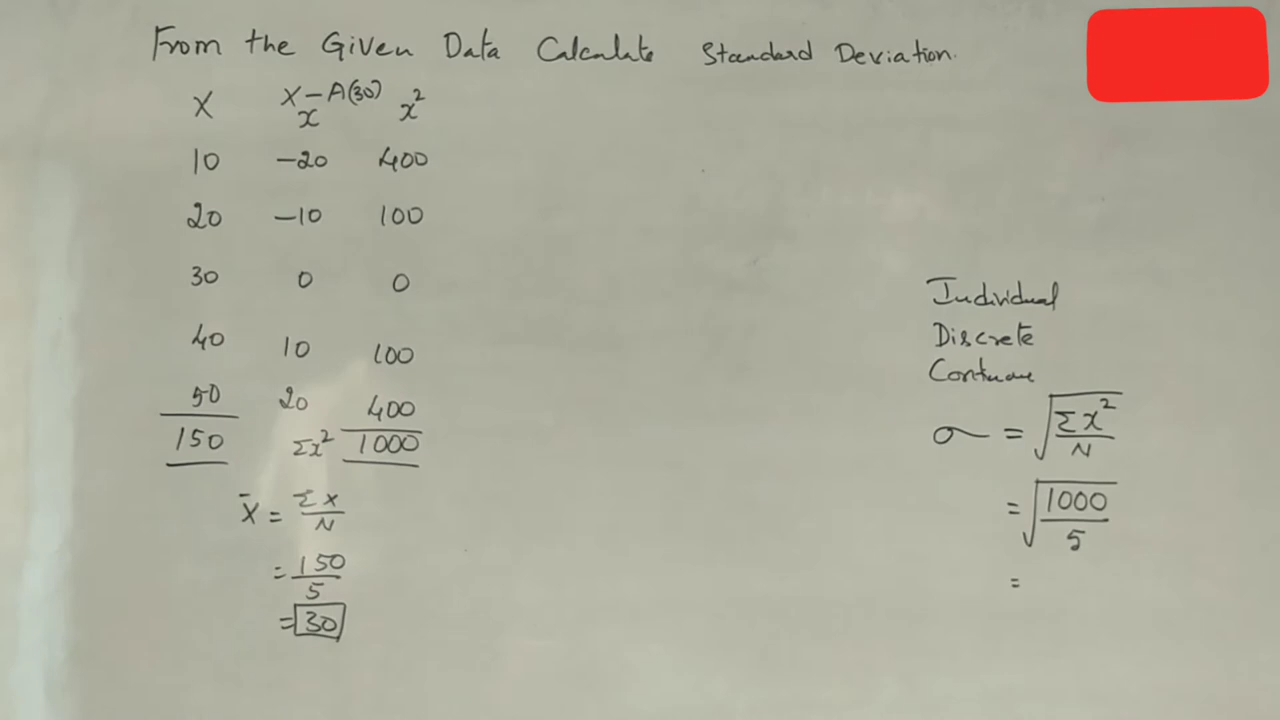 From the Given Data Calculate Standard Deviation.
X X-A(30) x²
x
10 -20 400
20 -10 100
30 0 0
40 10 100
50 20 400
150 Σx² 1000
X̄ = ΣX/N
= 150/5
= 30
Individual
Discrete
σ = √Σx²/N
= √1000/5
=